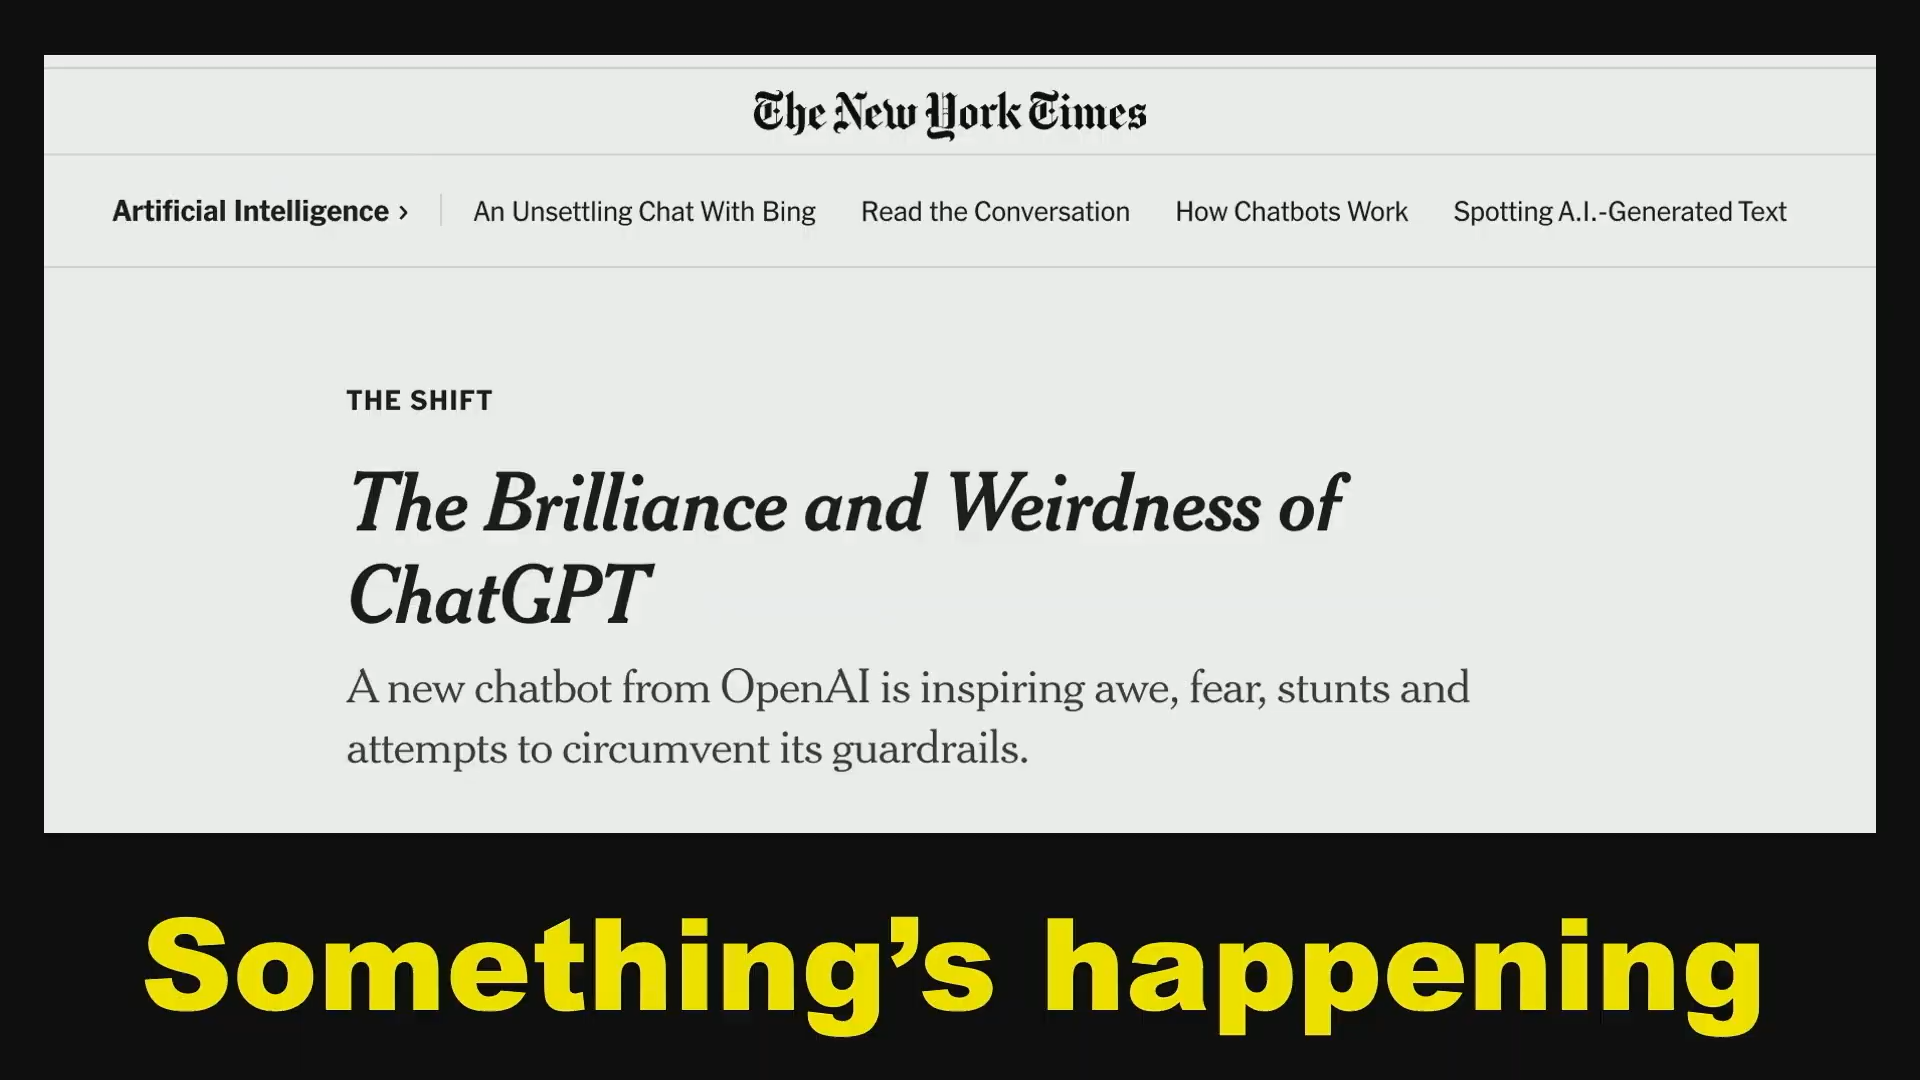 The New York Times
Artificial Intelligence › An Unsettling Chat With Bing Read the Conversation How Chatbots Work Spotting A.I.-Generated Text
THE SHIFT
The Brilliance and Weirdness of
ChatGPT
A new chatbot from OpenAI is inspiring awe, fear, stunts and
attempts to circumvent its guardrails.
Something’s happening